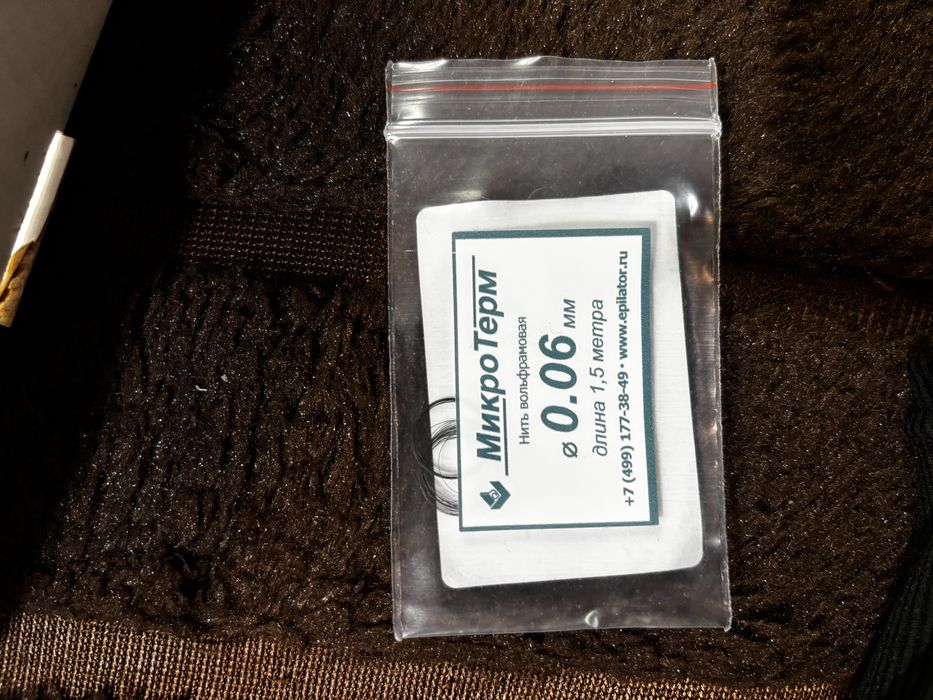 МикроТерм
Нить вольфрамовая
⌀ 0.06 мм
длина 1,5 метра
+7 (499) 177-38-49 • www.epilator.ru